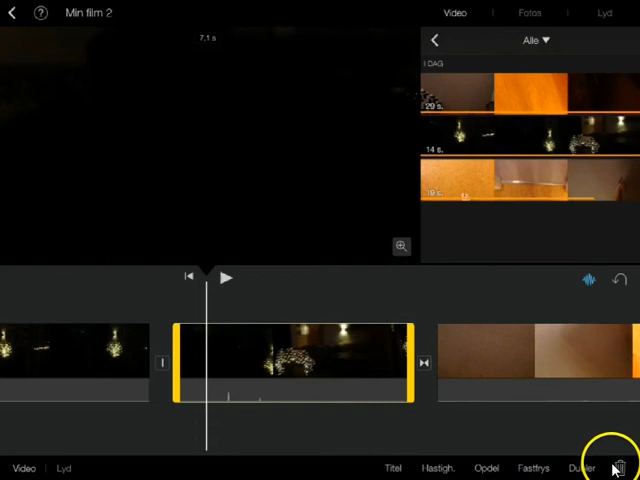 Min film 2
Video
Fotos
Lyd
7,1 s
Alle
I DAG
29 s.
14 s.
19 s.
Video
Lyd
Titel
Hastigh.
Opdel
Fastfrys